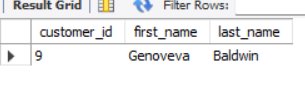 Result Grid Filter Rows:
customer_id first_name last_name
9 Genoveva Baldwin